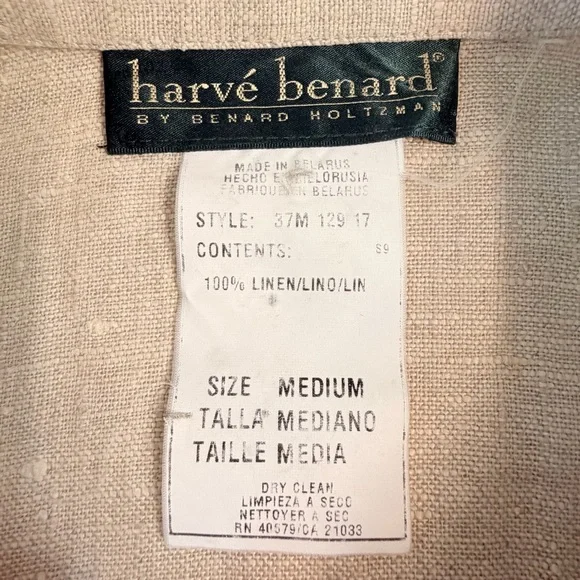 harvé benard®
BY BENARD HOLTZMAN
MADE IN BELARUS
HECHO EN BIELORUSIA
FABRIQUE EN BELARUS
STYLE: 37M 129 17
CONTENTS: S9
100% LINEN/LINO/LIN
SIZE MEDIUM
TALLA MEDIANO
TAILLE MEDIA
DRY CLEAN
LIMPIEZA A SECO
NETTOYER A SEC
RN 40579/CA 21033